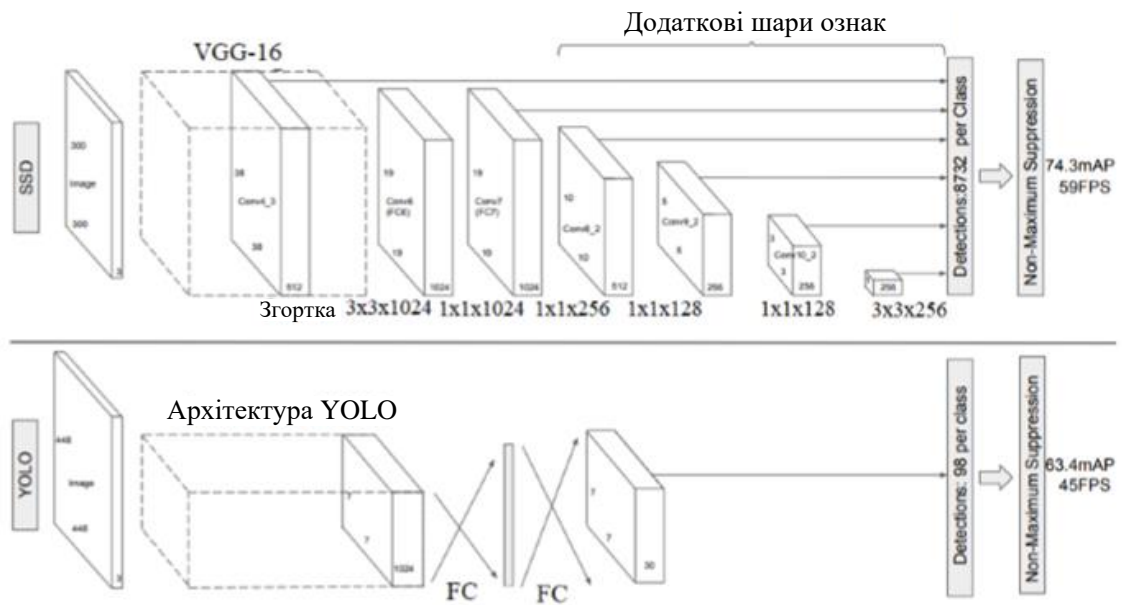 Додаткові шари ознак
VGG-16
SSD
300
Image
300
3
38
Conv4_3
38
512
19
Conv6
(FC6)
19
1024
19
Conv7
(FC7)
19
1024
10
Conv8_2
10
512
5
Conv9_2
5
256
3
Conv10_2
3
256
256
Detections:8732 per Class
Non-Maximum Suppression
74.3mAP
59FPS
Згортка 3x3x1024 1x1x1024 1x1x256 1x1x128 1x1x128 3x3x256
Архітектура YOLO
YOLO
448
Image
448
3
7
7
1024
FC FC
7
7
30
Detections: 98 per class
Non-Maximum Suppression
63.4mAP
45FPS